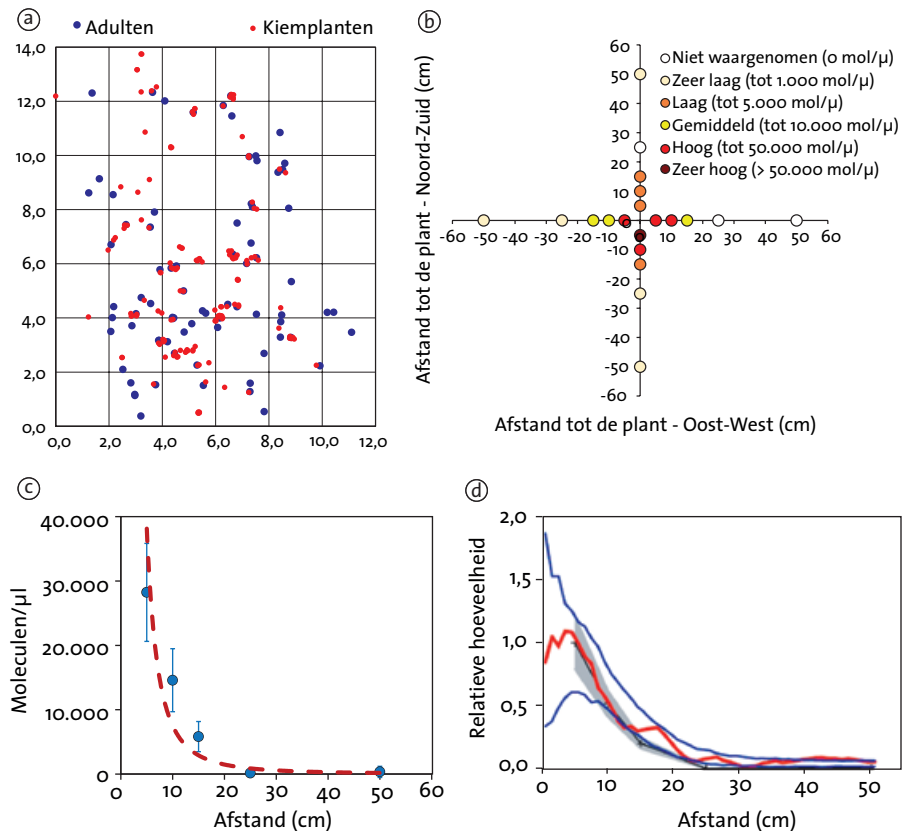 a
Adulten
Kiemplanten
14,0
12,0
10,0
8,0
6,0
4,0
2,0
0,0
0,0 2,0 4,0 6,0 8,0 10,0 12,0
b
Afstand tot de plant - Noord-Zuid (cm)
60
50
40
30
20
10
-10
-20
-30
-40
-50
-60
-60 -50 -40 -30 -20 -10 10 20 30 40 50 60
Niet waargenomen (0 mol/µ)
Zeer laag (tot 1.000 mol/µ)
Laag (tot 5.000 mol/µ)
Gemiddeld (tot 10.000 mol/µ)
Hoog (tot 50.000 mol/µ)
Zeer hoog (> 50.000 mol/µ)
Afstand tot de plant - Oost-West (cm)
c
Moleculen/µl
40.000
30.000
20.000
10.000
0
0 10 20 30 40 50 60
Afstand (cm)
d
Relatieve hoeveelheid
2,0
1,5
1,0
0,5
0,0
0 10 20 30 40 50
Afstand (cm)